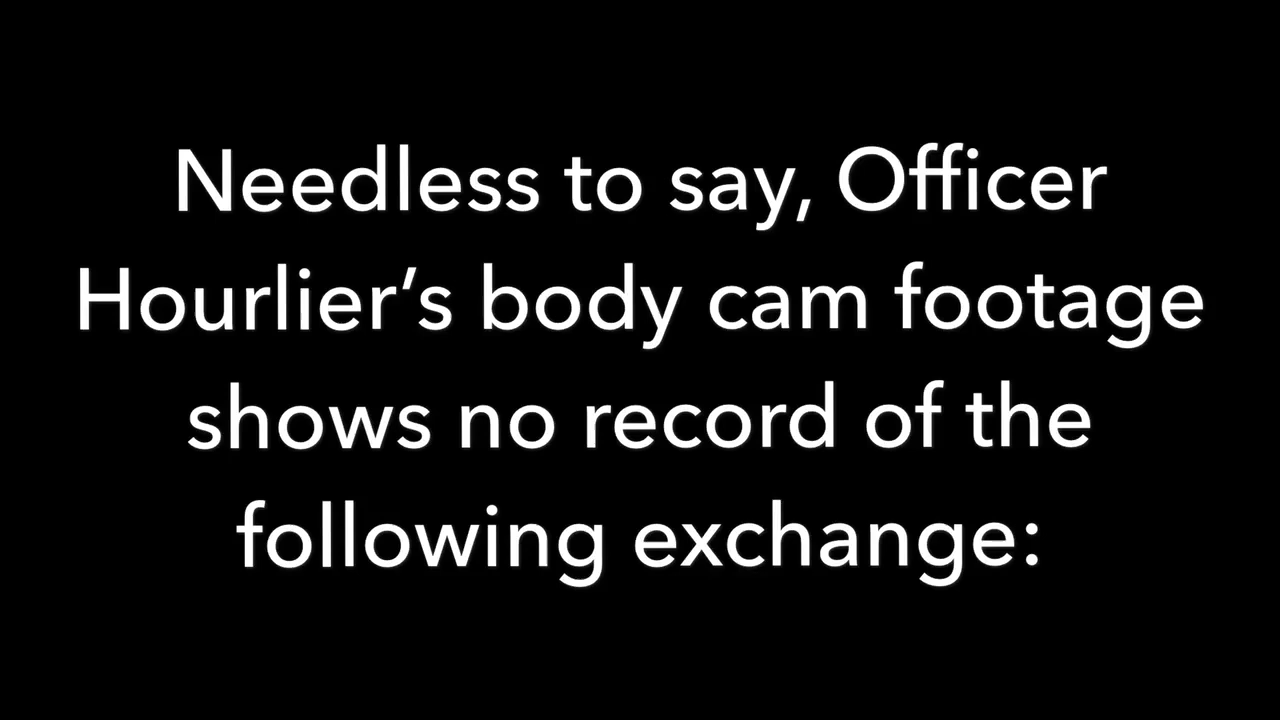 Needless to say, Officer
Hourlier’s body cam footage
shows no record of the
following exchange: